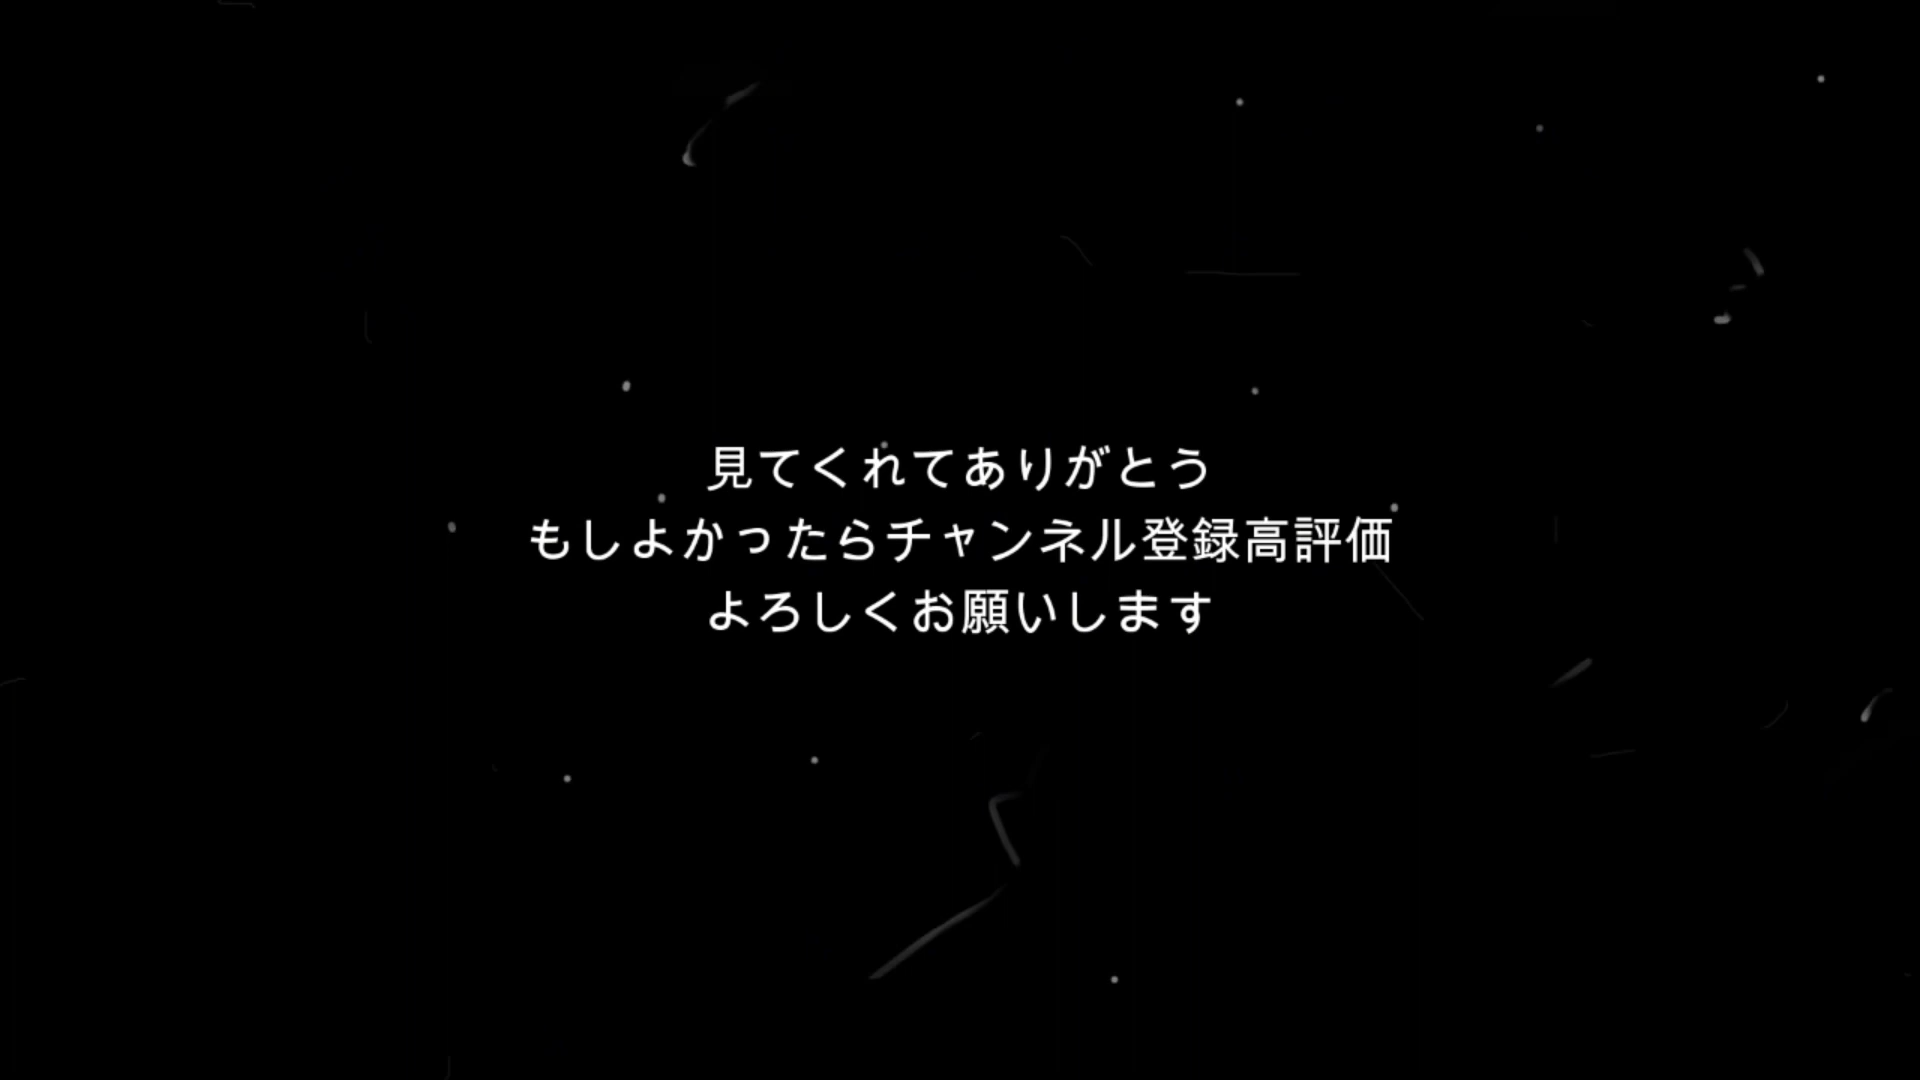 見てくれてありがとう
もしよかったらチャンネル登録高評価
よろしくお願いします